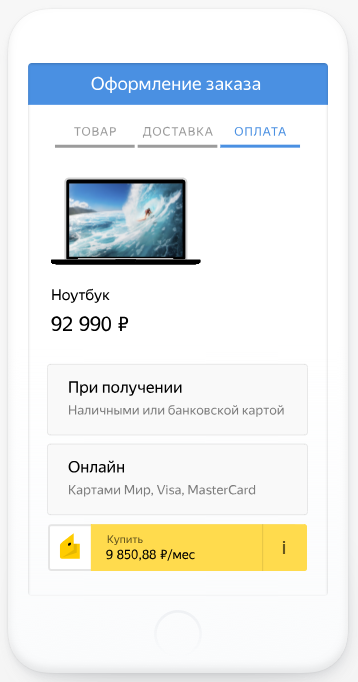 Оформление заказа
ТОВАР ДОСТАВКА ОПЛАТА
Ноутбук
92 990 ₽
При получении
Наличными или банковской картой
Онлайн
Картами Мир, Visa, MasterCard
Купить
9 850,88 ₽/мес
i